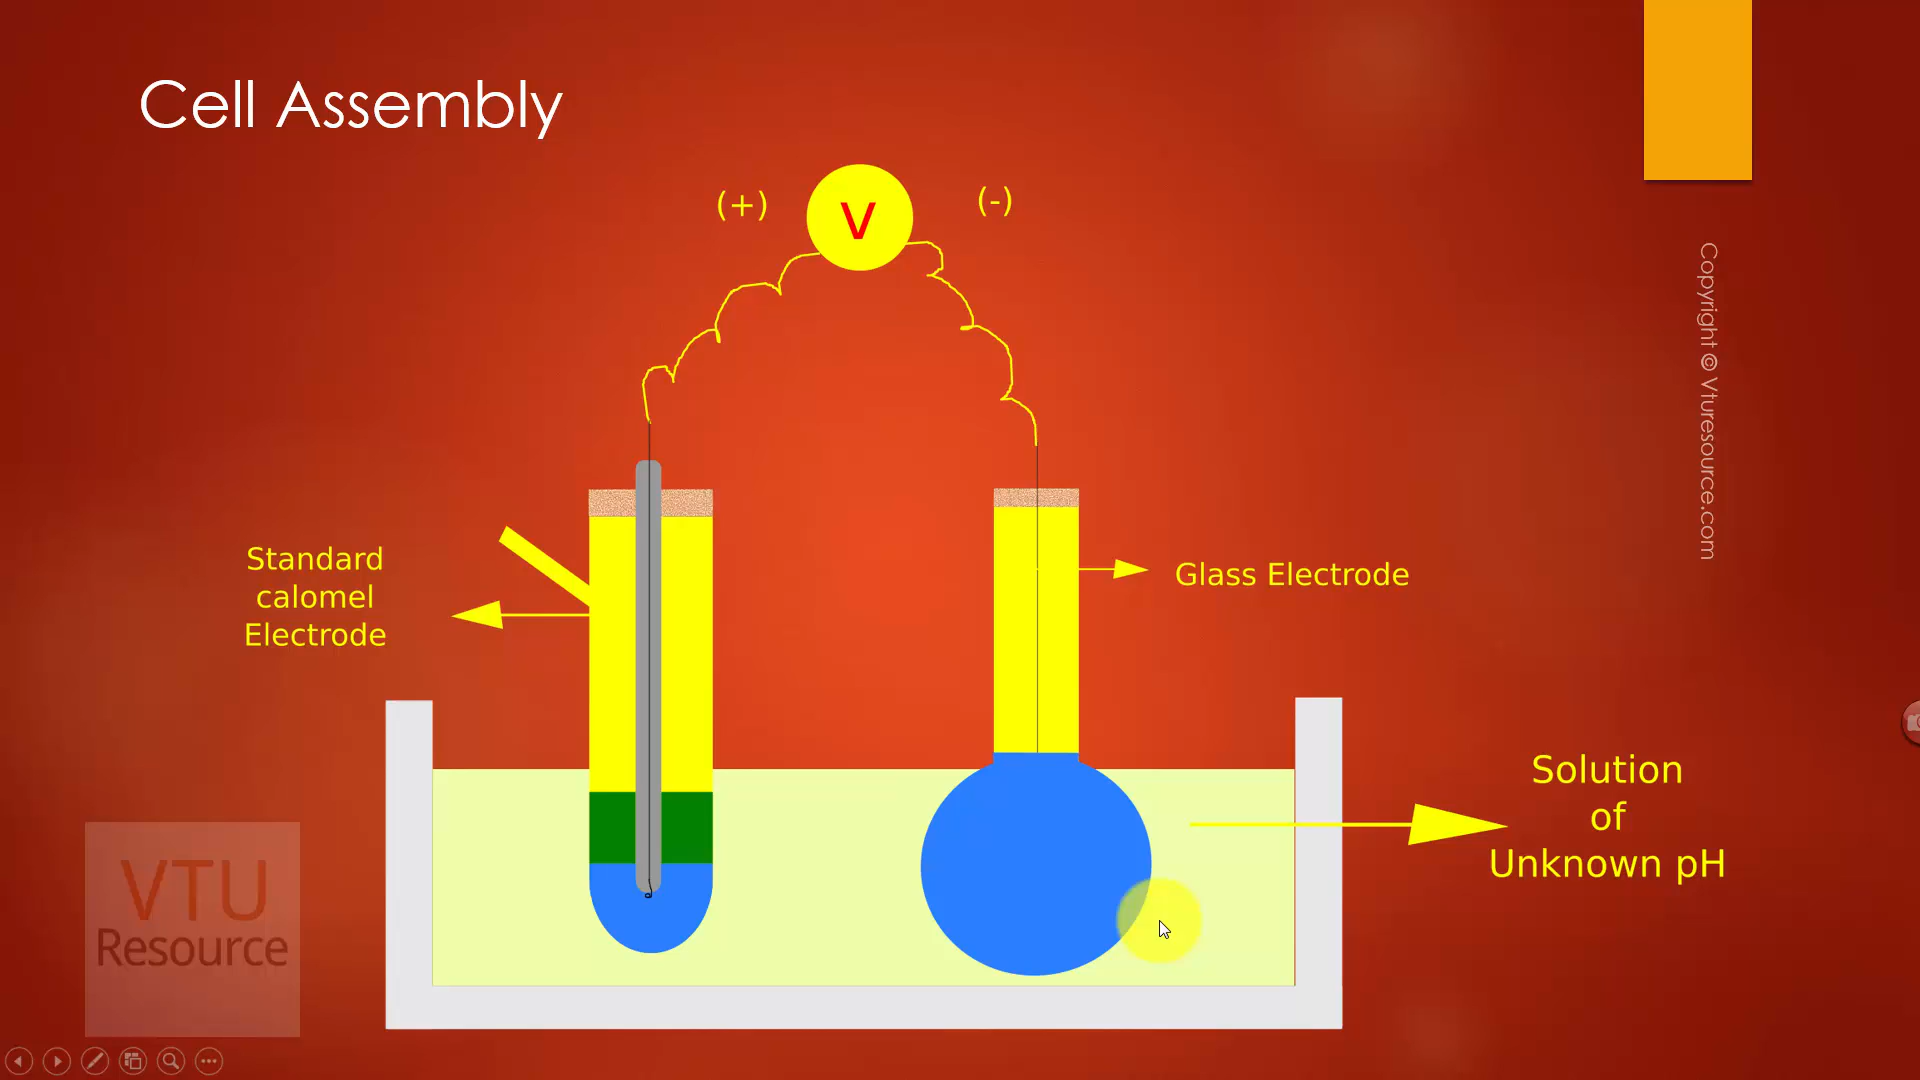 Cell Assembly
(+)
V
(-)
Standard
calomel
Electrode
Glass Electrode
Solution
of
Unknown pH
Copyright © Vturesource.com
VTU
Resource